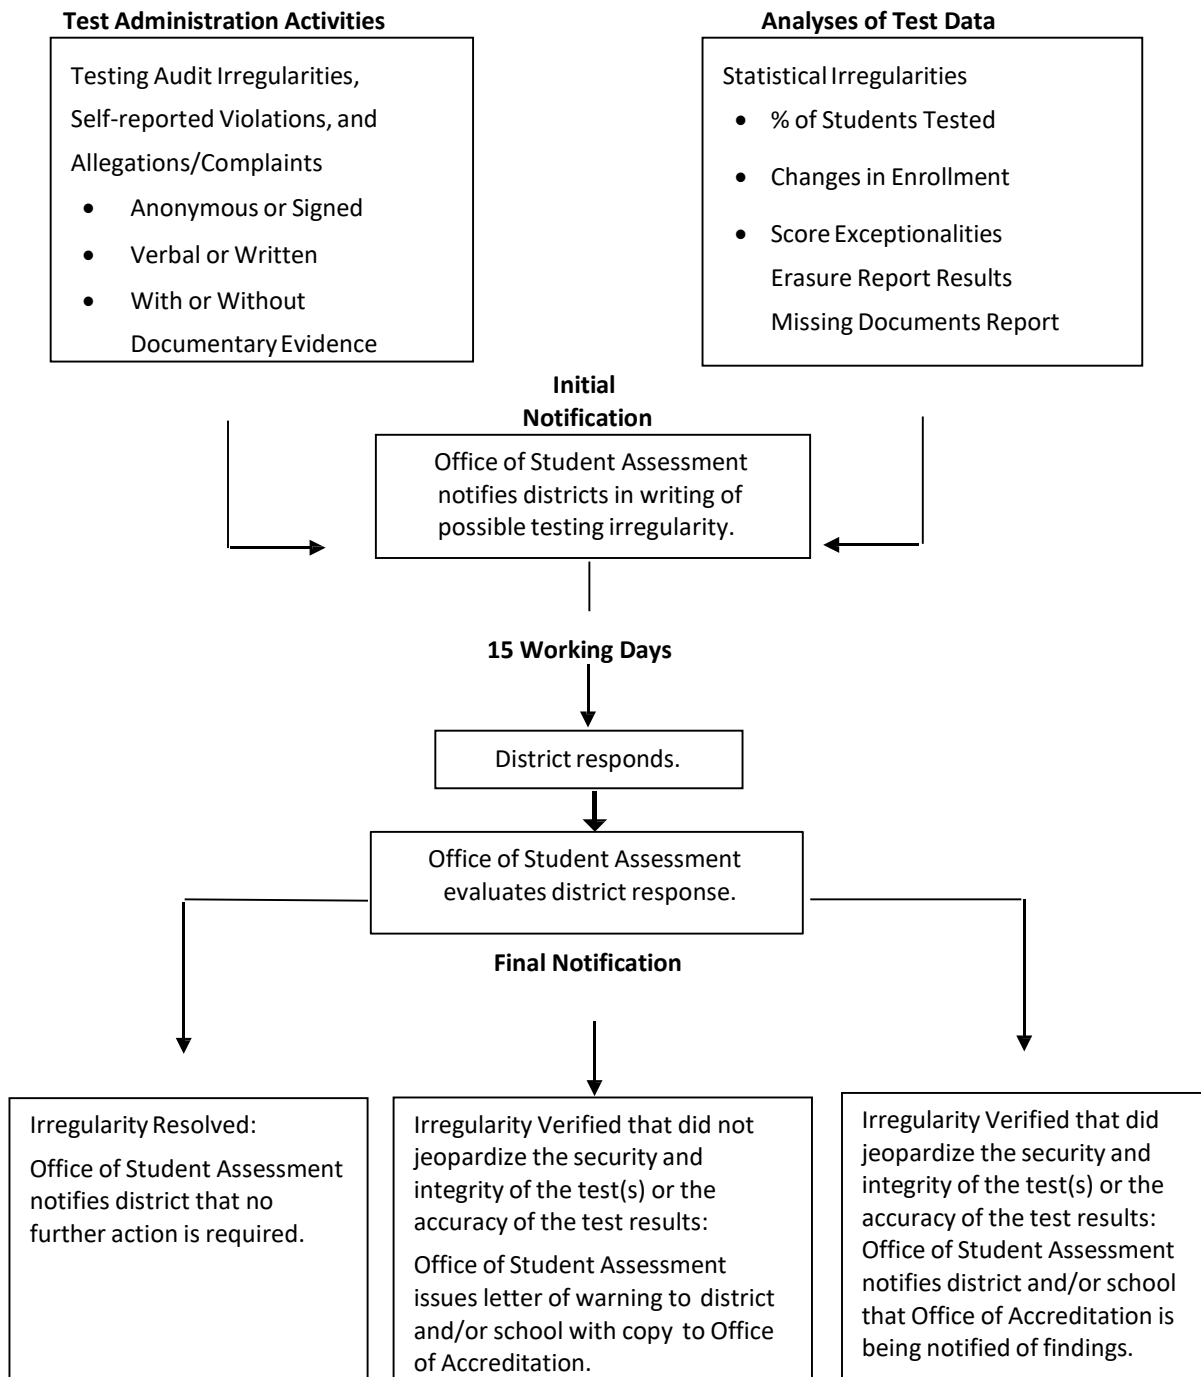 Test Administration Activities
Testing Audit Irregularities,
Self-reported Violations, and
Allegations/Complaints
• Anonymous or Signed
• Verbal or Written
• With or Without
Documentary Evidence
Analyses of Test Data
Statistical Irregularities
• % of Students Tested
• Changes in Enrollment
• Score Exceptionalities
Erasure Report Results
Missing Documents Report
Initial
Notification
Office of Student Assessment
notifies districts in writing of
possible testing irregularity.
15 Working Days
District responds.
Office of Student Assessment
evaluates district response.
Final Notification
Irregularity Resolved:
Office of Student Assessment
notifies district that no
further action is required.
Irregularity Verified that did not
jeopardize the security and
integrity of the test(s) or the
accuracy of the test results:
Office of Student Assessment
issues letter of warning to district
and/or school with copy to Office
of Accreditation.
Irregularity Verified that did
jeopardize the security and
integrity of the test(s) or the
accuracy of the test results:
Office of Student Assessment
notifies district and/or school
that Office of Accreditation is
being notified of findings.